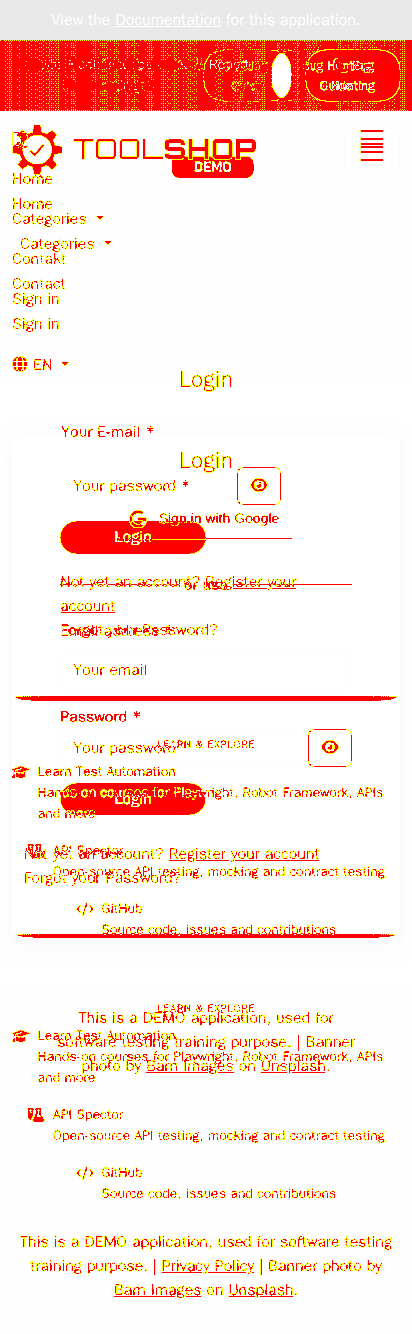 View the Documentation for this application.
TOOLSHOP
DEMO
Home
Home
Categories
Categories
Contakt
Contact
Sign in
Sign in
EN
Login
Your E-mail *
Login
Your password *
Sign in with Google
Login
Not yet an account? Register your
account
Forgot your Password?
Your email
Password *
LEARN & EXPLORE
Your password
Learn Test Automation
Hands-on courses for Playwright, Robot Framework, APIs
and more
Login
API Spector
Not yet an account? Register your account
Open-source API testing, mocking and contract testing
Forgot your Password?
GitHub
Source code, issues and contributions
LEARN & EXPLORE
This is a DEMO application, used for
Learn Test Automation
software testing training purpose. | Banner
Hands-on courses for Playwright, Robot Framework, APIs
photo by Barn Images on Unsplash.
and more
API Spector
Open-source API testing, mocking and contract testing
GitHub
Source code, issues and contributions
This is a DEMO application, used for software testing
training purpose. | Privacy Policy | Banner photo by
Barn Images on Unsplash.